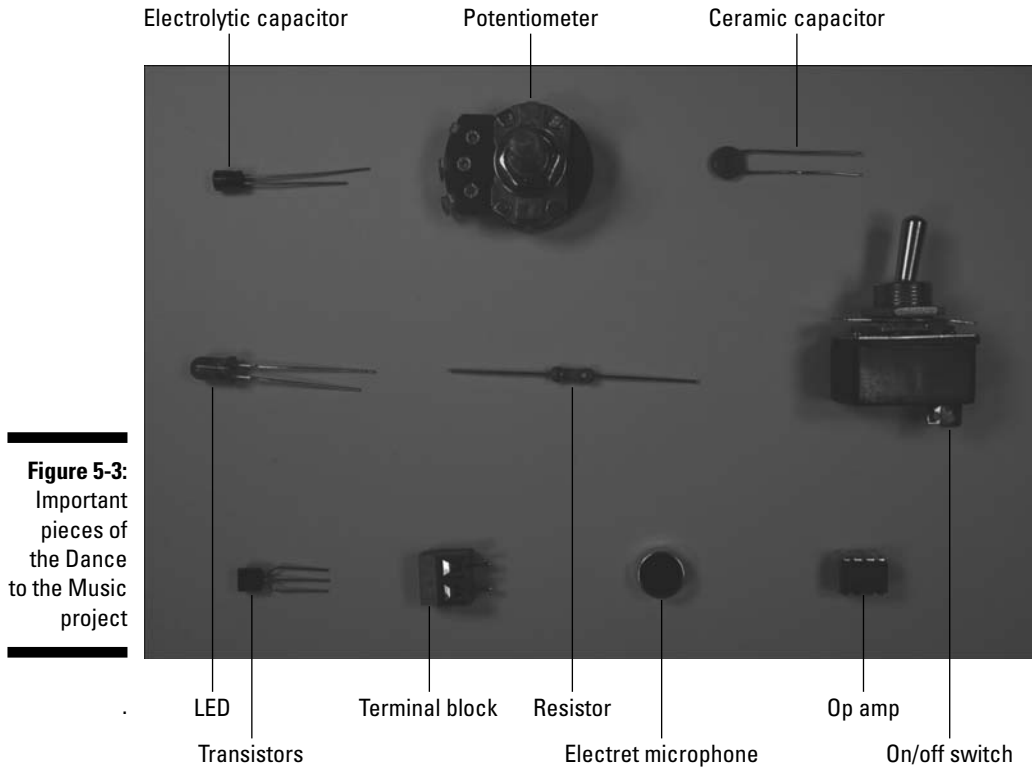 Electrolytic capacitor
Potentiometer
Ceramic capacitor
Figure 5-3:
Important
pieces of
the Dance
to the Music
project
.
LED
Terminal block
Resistor
Op amp
Transistors
Electret microphone
On/off switch